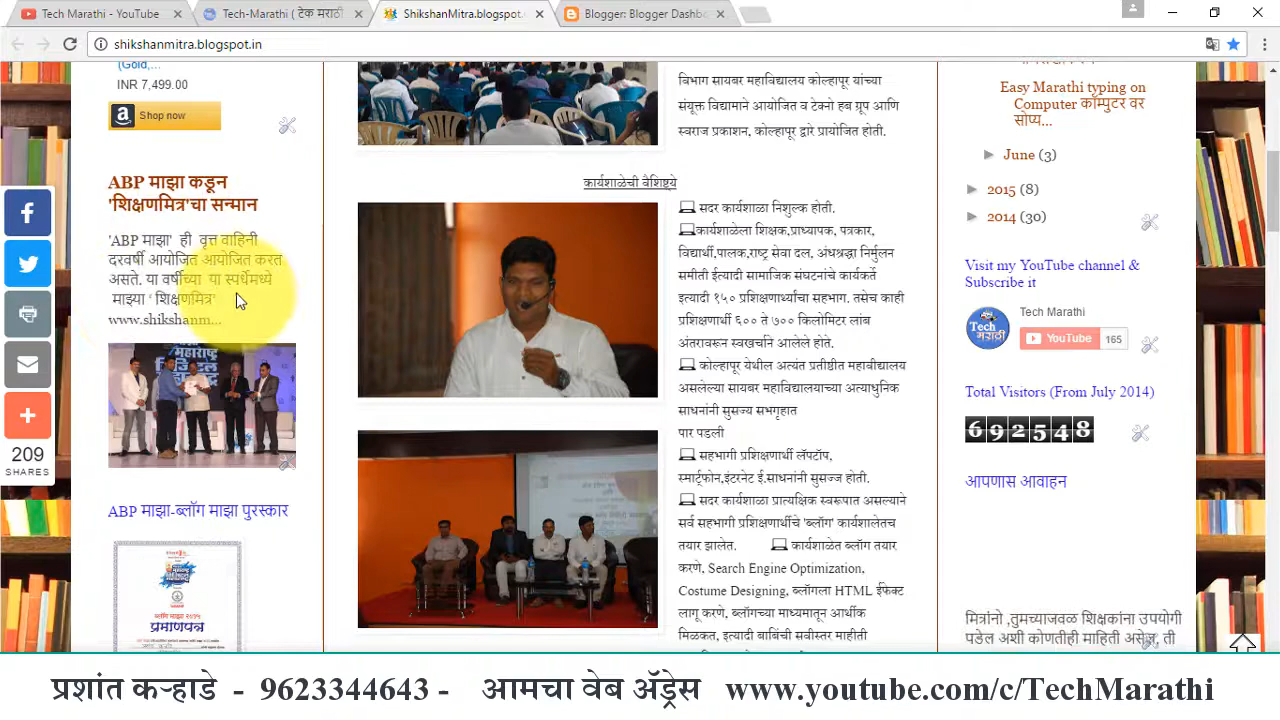 Tech Marathi - YouTube
Tech-Marathi ( टेक मराठी
ShikshanMitra.blogspot.
Blogger: Blogger Dashbo
shikshanmitra.blogspot.in
(Gold,...
INR 7,499.00
Shop now
ABP माझा कडून
'शिक्षणमित्र'चा सन्मान
'ABP माझा' ही वृत्त वाहिनी
दरवर्षी आयोजित आयोजित करत
असते. या वर्षीच्या या स्पर्धेमध्ये
माझ्या ' शिक्षणमित्र'
www.shikshanm...
209
SHARES
ABP माझा-ब्लॉग माझा पुरस्कार
ब्लॉग माझा २०१५
प्रमाणपत्र
विभाग सायबर महाविद्यालय कोल्हापूर यांच्या
संयुक्त विद्यामाने आयोजित व टेक्नो हब ग्रूप आणि
स्वराज प्रकाशन, कोल्हापूर द्वारे प्रायोजित होती.
कार्यशाळेची वैशिष्ट्ये
सदर कार्यशाळा निशुल्क होती.
कार्यशाळेला शिक्षक,प्राध्यापक, पत्रकार,
विद्यार्थी,पालक,राष्ट्र सेवा दल, अंधश्रद्धा निर्मुलन
समीती ईत्यादी सामाजिक संघटनांचे कार्यकर्ते
इत्यादी १५० प्रशिक्षणार्थ्यांचा सहभाग. तसेच काही
प्रशिक्षणार्थी ६०० ते ७०० किलोमिटर लांब
अंतरावरून स्वखर्चाने आलेले होते.
कोल्हापूर येथील अत्यंत प्रतीष्ठीत महावीद्यालय
असलेल्या सायबर महाविद्यालयाच्या अत्याधुनिक
साधनांनी सुसज्य सभगृहात
पार पडली
सहभागी प्रशिक्षणार्थी लॅपटॉप,
स्मार्ट्फोन,इंटरनेट ई.साधनांनी सुसज्ज होती.
सदर कार्यशाळा प्रात्यक्षिक स्वरूपात असल्याने
सर्व सहभागी प्रशिक्षणार्थीचे 'ब्लॉग' कार्यशाळेतच
तयार झालेत. कार्यशाळेत ब्लॉग तयार
करणे, Search Engine Optimization,
Costume Designing, ब्लॉगला HTML ईफेक्ट
लागू करणे, ब्लॉगच्या माध्यमातून आर्थीक
मिळकत, इत्यादी बाबिंची सवीस्तर माहीती
Easy Marathi typing on
Computer कॉम्पुटर वर
सोप्य...
June (3)
2015 (8)
2014 (30)
Visit my YouTube channel &
Subscribe it
Tech मराठी
Tech Marathi
YouTube 165
Total Visitors (From July 2014)
692548
आपणास आवाहन
मित्रांनो ,तुमच्याजवळ शिक्षकांना उपयोगी
पडेल अशी कोणतीही माहिती असेल, ती
प्रशांत कऱ्हाडे - 9623344643 - आमचा वेब अ‍ॅड्रेस www.youtube.com/c/TechMarathi